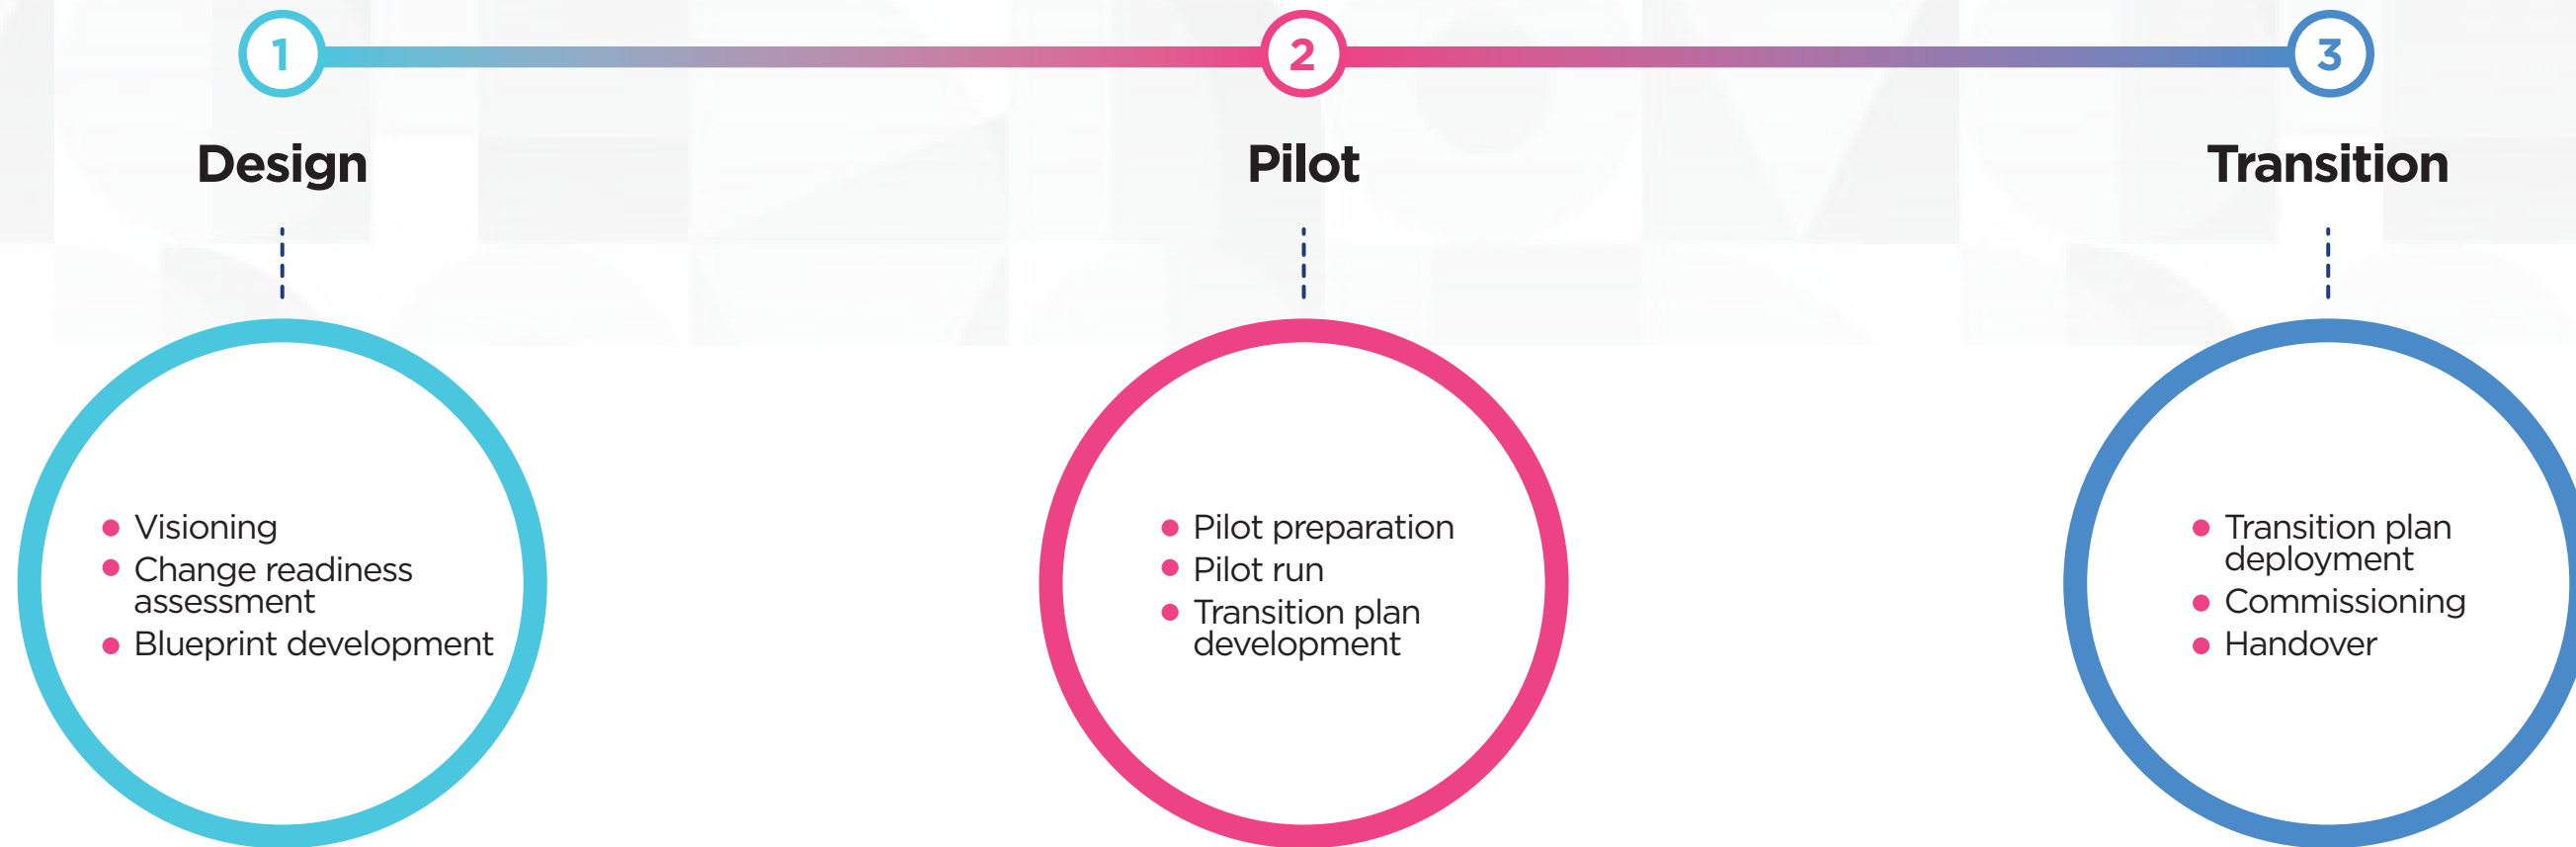 1
2
3
Design
Pilot
Transition
Visioning
Change readiness
assessment
Blueprint development
Pilot preparation
Pilot run
Transition plan
development
Transition plan
deployment
Commissioning
Handover